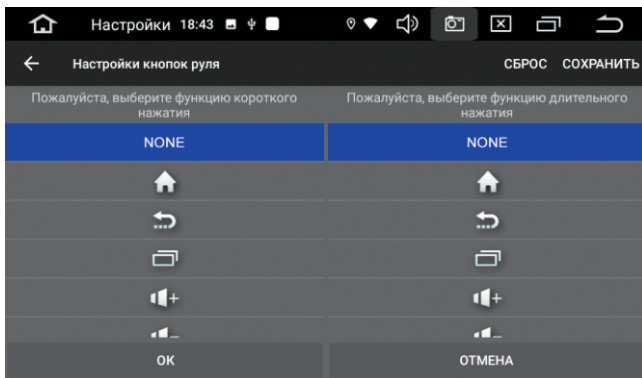 Настройки 18:43
Настройки кнопок руля СБРОС СОХРАНИТЬ
Пожалуйста, выберите функцию короткого
нажатия
Пожалуйста, выберите функцию длительного
нажатия
NONE NONE
ОК ОТМЕНА